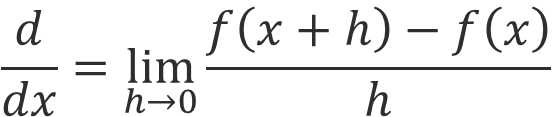 d/dx = lim_{h→0} (f(x + h) − f(x))/h